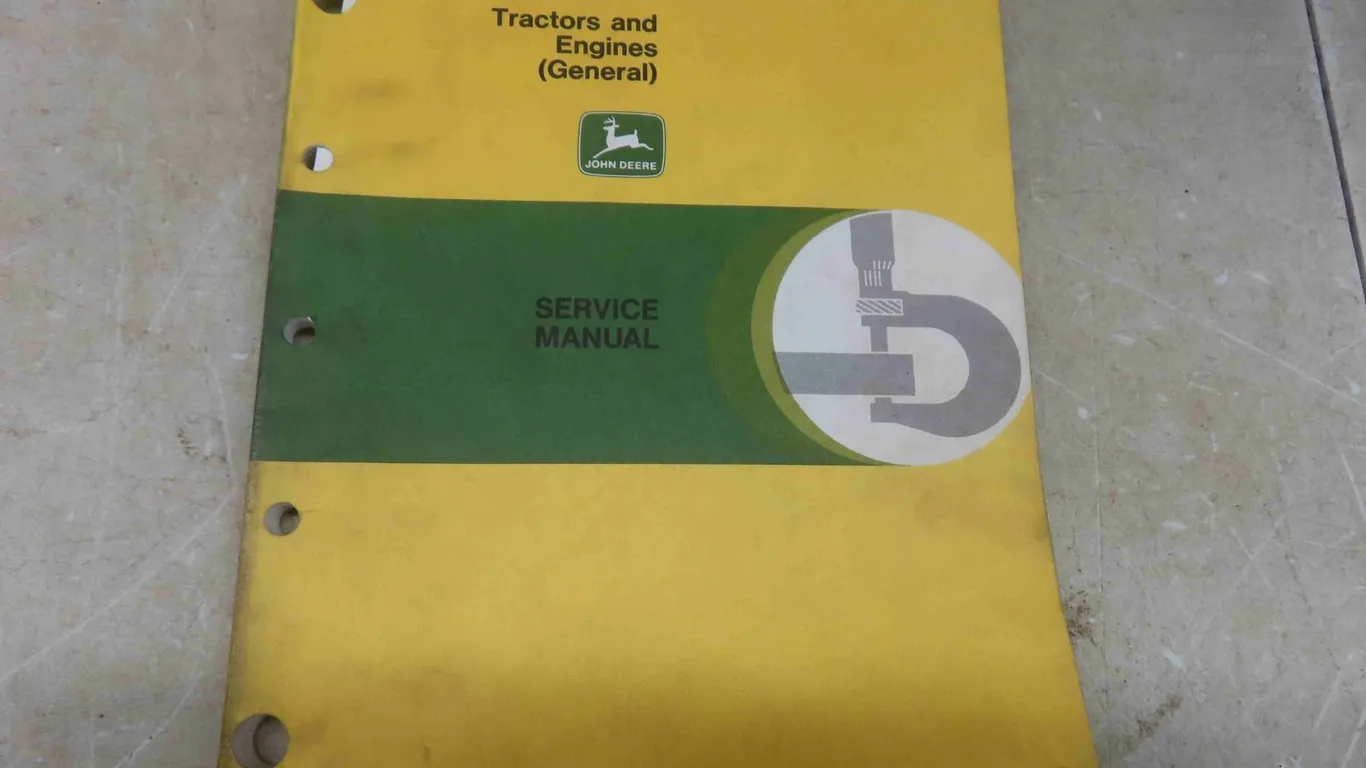 Tractors and
Engines
(General)
JOHN DEERE
SERVICE
MANUAL